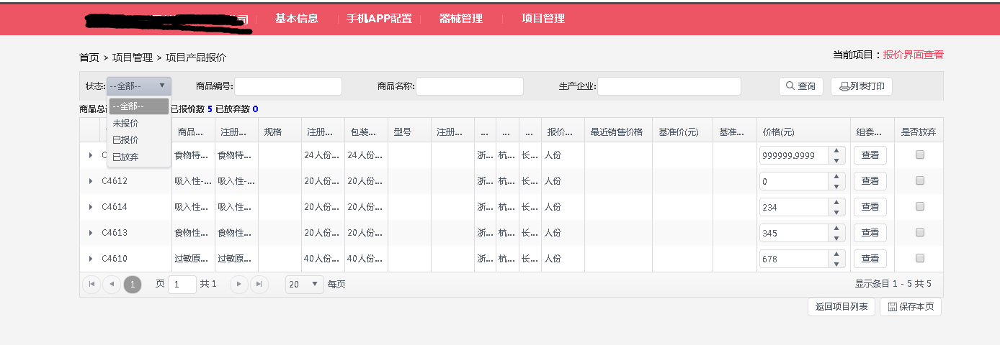 司 基本信息 手机APP配置 器械管理 项目管理
首页 > 项目管理 > 项目产品报价 当前项目：报价界面查看
状态: --全部-- 商品编号: 商品名称: 生产企业: 查询 列表打印
商品总 已报价数 5 已放弃数 0
--全部--
未报价
已报价
已放弃
商品... 注册... 规格 注册... 包装... 型号 注册... ... ... ... 报价... 最近销售价格 基准价(元) 基准... 价格(元) 组套... 是否放弃
C 食物特... 食物特... 24人份... 24人份... 浙... 杭... 长... 人份 999999.9999 查看
C4612 吸入性-... 吸入性-... 20人份... 20人份... 浙... 杭... 长... 人份 0 查看
C4614 吸入性... 吸入性... 20人份... 20人份... 浙... 杭... 长... 人份 234 查看
C4613 食物性... 食物性... 20人份... 20人份... 浙... 杭... 长... 人份 345 查看
C4610 过敏原... 过敏原... 40人份... 40人份... 浙... 杭... 长... 人份 678 查看
1 页 1 共 1 20 每页 显示条目 1 - 5 共 5
返回项目列表 保存本页